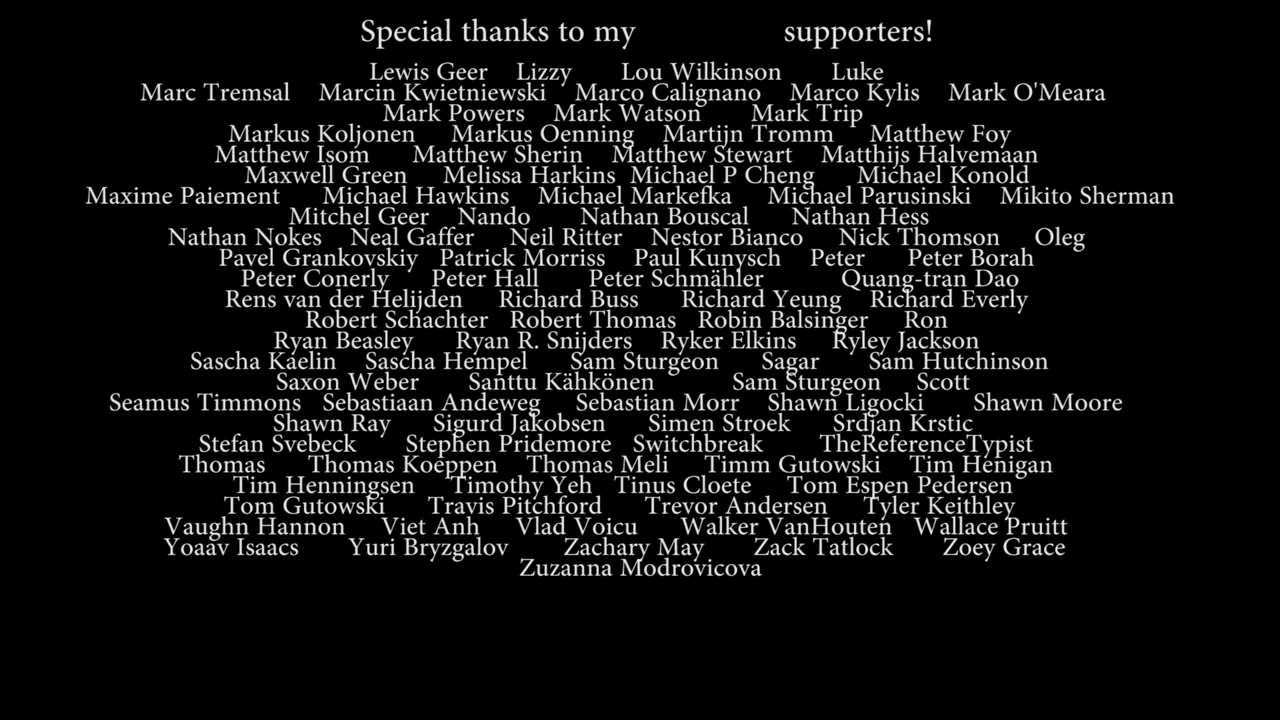 Special thanks to my supporters!
Lewis Geer Lizzy Lou Wilkinson Luke
Marc Tremsal Marcin Kwietniewski Marco Calignano Marco Kylis Mark O'Meara
Mark Powers Mark Watson Mark Trip
Markus Koljonen Markus Oenning Martijn Tromm Matthew Foy
Matthew Isom Matthew Sherin Matthew Stewart Matthijs Halvemaan
Maxwell Green Melissa Harkins Michael P Cheng Michael Konold
Maxime Paiement Michael Hawkins Michael Markefka Michael Parusinski Mikito Sherman
Mitchel Geer Nando Nathan Bouscal Nathan Hess
Nathan Nokes Neal Gaffer Neil Ritter Nestor Bianco Nick Thomson Oleg
Pavel Grankovskiy Patrick Morriss Paul Kunysch Peter Peter Borah
Peter Conerly Peter Hall Peter Schmähler Quang-tran Dao
Rens van der Helijden Richard Buss Richard Yeung Richard Everly
Robert Schachter Robert Thomas Robin Balsinger Ron
Ryan Beasley Ryan R. Snijders Ryker Elkins Ryley Jackson
Sascha Kaelin Sascha Hempel Sam Sturgeon Sagar Sam Hutchinson
Saxon Weber Santtu Kähkönen Sam Sturgeon Scott
Seamus Timmons Sebastiaan Andeweg Sebastian Morr Shawn Ligocki Shawn Moore
Shawn Ray Sigurd Jakobsen Simen Stroek Srdjan Krstic
Stefan Svebeck Stephen Pridemore Switchbreak TheReferenceTypist
Thomas Thomas Koeppen Thomas Meli Timm Gutowski Tim Henigan
Tim Henningsen Timothy Yeh Tinus Cloete Tom Espen Pedersen
Tom Gutowski Travis Pitchford Trevor Andersen Tyler Keithley
Vaughn Hannon Viet Anh Vlad Voicu Walker VanHouten Wallace Pruitt
Yoaav Isaacs Yuri Bryzgalov Zachary May Zack Tatlock Zoey Grace
Zuzanna Modrovicova